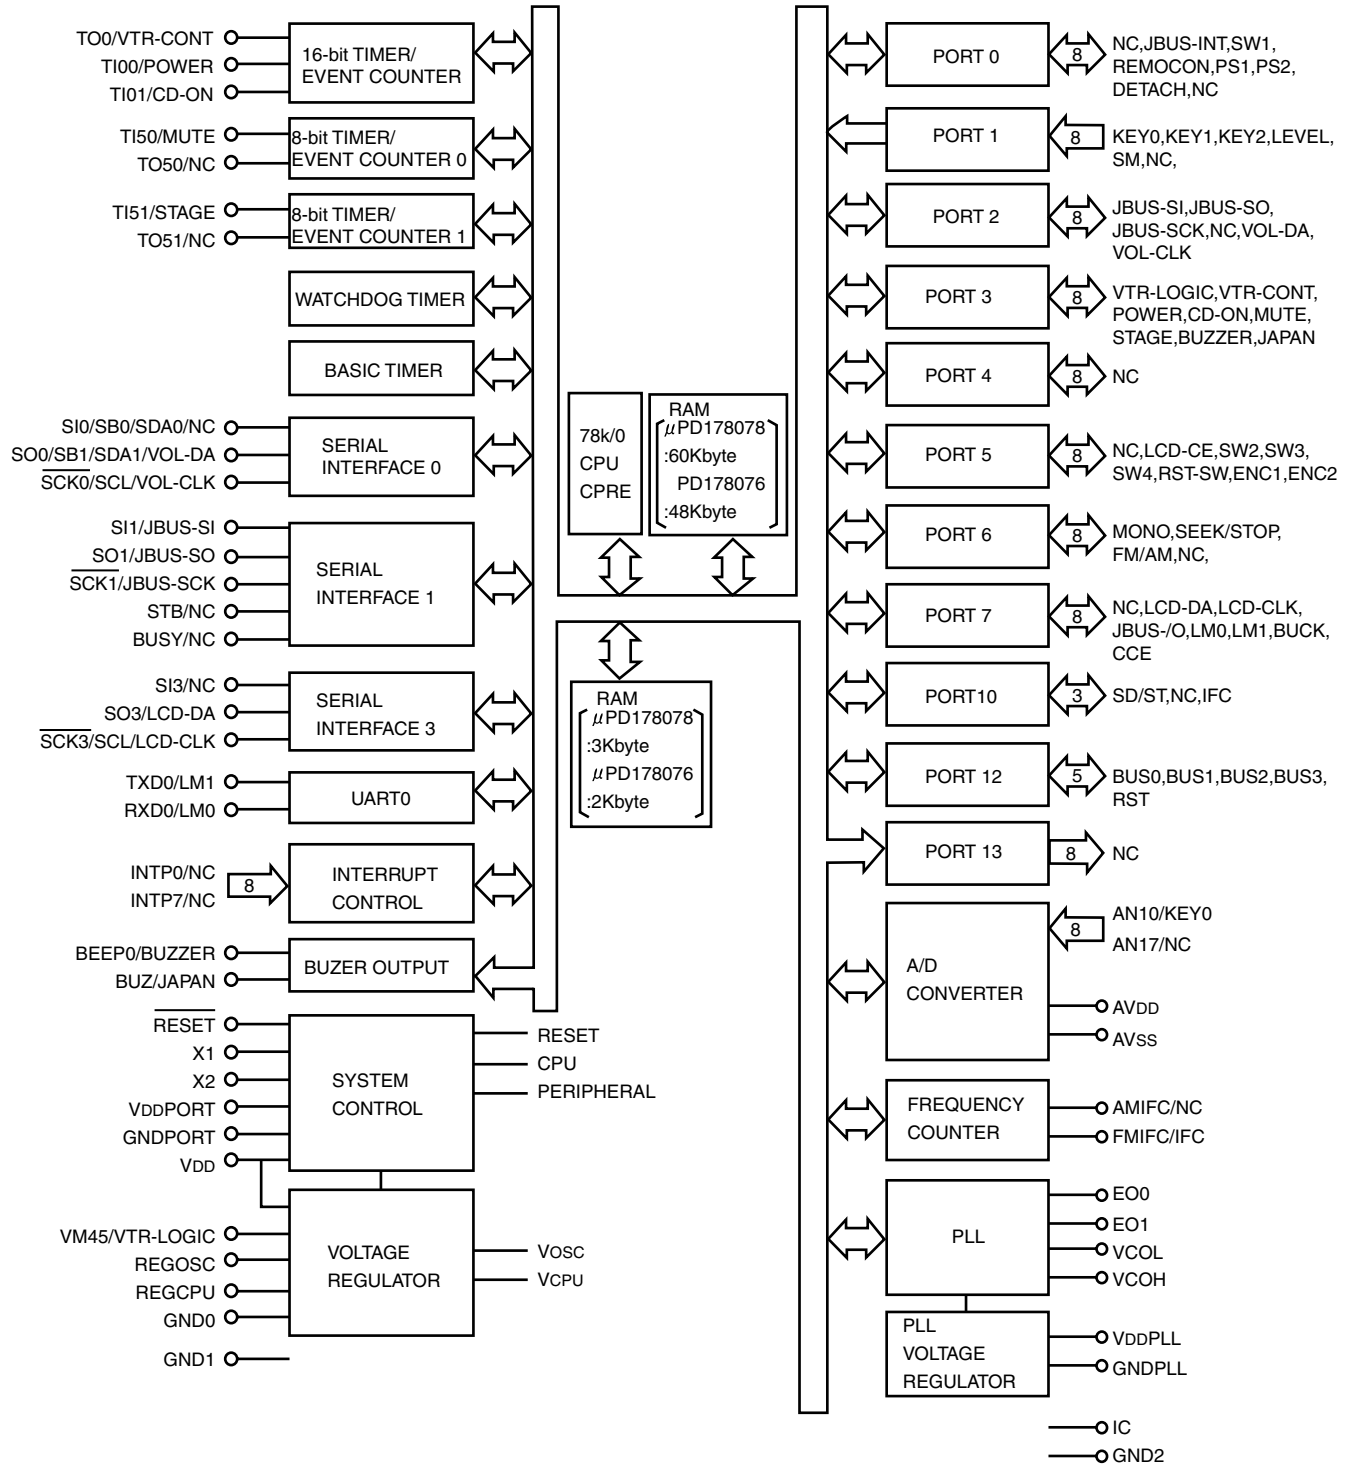 TO0/VTR-CONT
TI00/POWER
TI01/CD-ON
16-bit TIMER/
EVENT COUNTER
TI50/MUTE
TO50/NC
8-bit TIMER/
EVENT COUNTER 0
TI51/STAGE
TO51/NC
8-bit TIMER/
EVENT COUNTER 1
WATCHDOG TIMER
BASIC TIMER
SI0/SB0/SDA0/NC
SO0/SB1/SDA1/VOL-DA
SCK0/SCL/VOL-CLK
SERIAL
INTERFACE 0
SI1/JBUS-SI
SO1/JBUS-SO
SCK1/JBUS-SCK
STB/NC
BUSY/NC
SERIAL
INTERFACE 1
SI3/NC
SO3/LCD-DA
SCK3/SCL/LCD-CLK
SERIAL
INTERFACE 3
TXD0/LM1
RXD0/LM0
UART0
INTP0/NC
INTP7/NC
8
INTERRUPT
CONTROL
BEEP0/BUZZER
BUZ/JAPAN
BUZER OUTPUT
RESET
X1
X2
VDDPORT
GNDPORT
VDD
SYSTEM
CONTROL
RESET
CPU
PERIPHERAL
VM45/VTR-LOGIC
REGOSC
REGCPU
GND0
GND1
VOLTAGE
REGULATOR
VOSC
VCPU
78k/0
CPU
CPRE
RAM
μPD178078
:60Kbyte
PD178076
:48Kbyte
RAM
μPD178078
:3Kbyte
μPD178076
:2Kbyte
PORT 0
8
NC,JBUS-INT,SW1,
REMOCON,PS1,PS2,
DETACH,NC
PORT 1
8
KEY0,KEY1,KEY2,LEVEL,
SM,NC,
PORT 2
8
JBUS-SI,JBUS-SO,
JBUS-SCK,NC,VOL-DA,
VOL-CLK
PORT 3
8
VTR-LOGIC,VTR-CONT,
POWER,CD-ON,MUTE,
STAGE,BUZZER,JAPAN
PORT 4
8
NC
PORT 5
8
NC,LCD-CE,SW2,SW3,
SW4,RST-SW,ENC1,ENC2
PORT 6
8
MONO,SEEK/STOP,
FM/AM,NC,
PORT 7
8
NC,LCD-DA,LCD-CLK,
JBUS-/O,LM0,LM1,BUCK,
CCE
PORT10
3
SD/ST,NC,IFC
PORT 12
5
BUS0,BUS1,BUS2,BUS3,
RST
PORT 13
8
NC
A/D
CONVERTER
8
AN10/KEY0
AN17/NC
AVDD
AVSS
FREQUENCY
COUNTER
AMIFC/NC
FMIFC/IFC
PLL
EO0
EO1
VCOL
VCOH
PLL
VOLTAGE
REGULATOR
VDDPLL
GNDPLL
IC
GND2